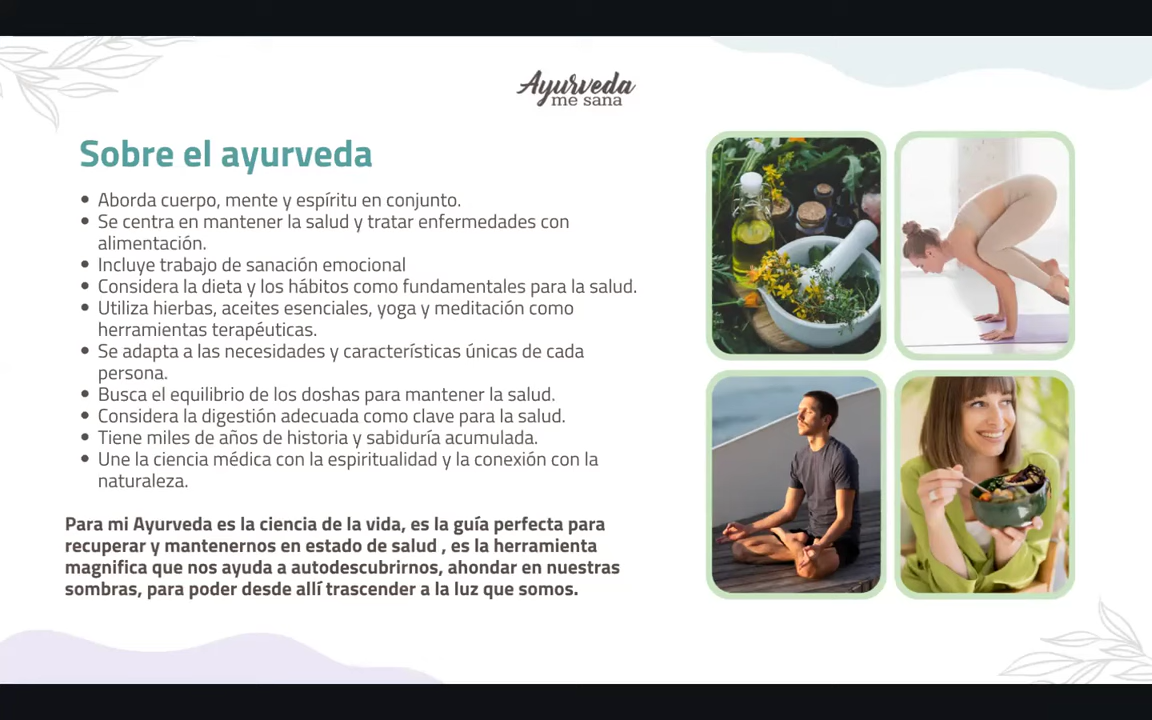 Ayurveda
me sana
Sobre el ayurveda
• Aborda cuerpo, mente y espíritu en conjunto.
• Se centra en mantener la salud y tratar enfermedades con
alimentación.
• Incluye trabajo de sanación emocional
• Considera la dieta y los hábitos como fundamentales para la salud.
• Utiliza hierbas, aceites esenciales, yoga y meditación como
herramientas terapéuticas.
• Se adapta a las necesidades y características únicas de cada
persona.
• Busca el equilibrio de los doshas para mantener la salud.
• Considera la digestión adecuada como clave para la salud.
• Tiene miles de años de historia y sabiduría acumulada.
• Une la ciencia médica con la espiritualidad y la conexión con la
naturaleza.
Para mi Ayurveda es la ciencia de la vida, es la guía perfecta para
recuperar y mantenernos en estado de salud , es la herramienta
magnifica que nos ayuda a autodescubrirnos, ahondar en nuestras
sombras, para poder desde allí trascender a la luz que somos.